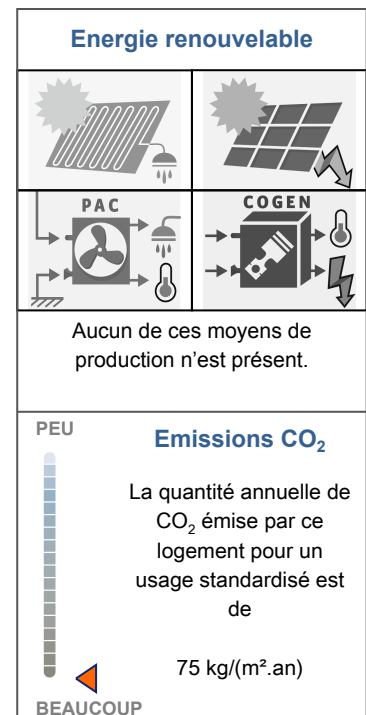 Energie renouvelable
PAC
COGEN
Aucun de ces moyens de
production n'est présent.
PEU
Emissions CO₂
La quantité annuelle de
CO₂ émise par ce
logement pour un
usage standardisé est
de
75 kg/(m².an)
BEAUCOUP